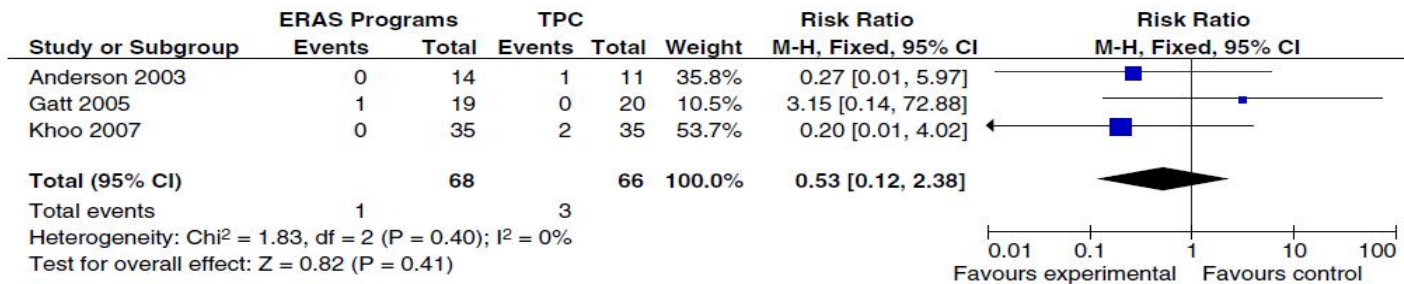 ERAS Programs TPC Risk Ratio Risk Ratio
Study or Subgroup Events Total Events Total Weight M-H, Fixed, 95% CI M-H, Fixed, 95% CI
Anderson 2003 0 14 1 11 35.8% 0.27 [0.01, 5.97]
Gatt 2005 1 19 0 20 10.5% 3.15 [0.14, 72.88]
Khoo 2007 0 35 2 35 53.7% 0.20 [0.01, 4.02]
Total (95% CI) 68 66 100.0% 0.53 [0.12, 2.38]
Total events 1 3
Heterogeneity: Chi² = 1.83, df = 2 (P = 0.40); I² = 0%
Test for overall effect: Z = 0.82 (P = 0.41)
0.01 0.1 1 10 100
Favours experimental Favours control